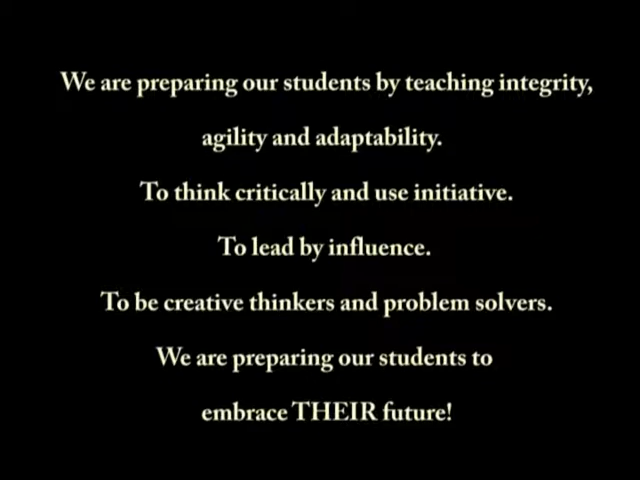 We are preparing our students by teaching integrity,
agility and adaptability.
To think critically and use initiative.
To lead by influence.
To be creative thinkers and problem solvers.
We are preparing our students to
embrace THEIR future!